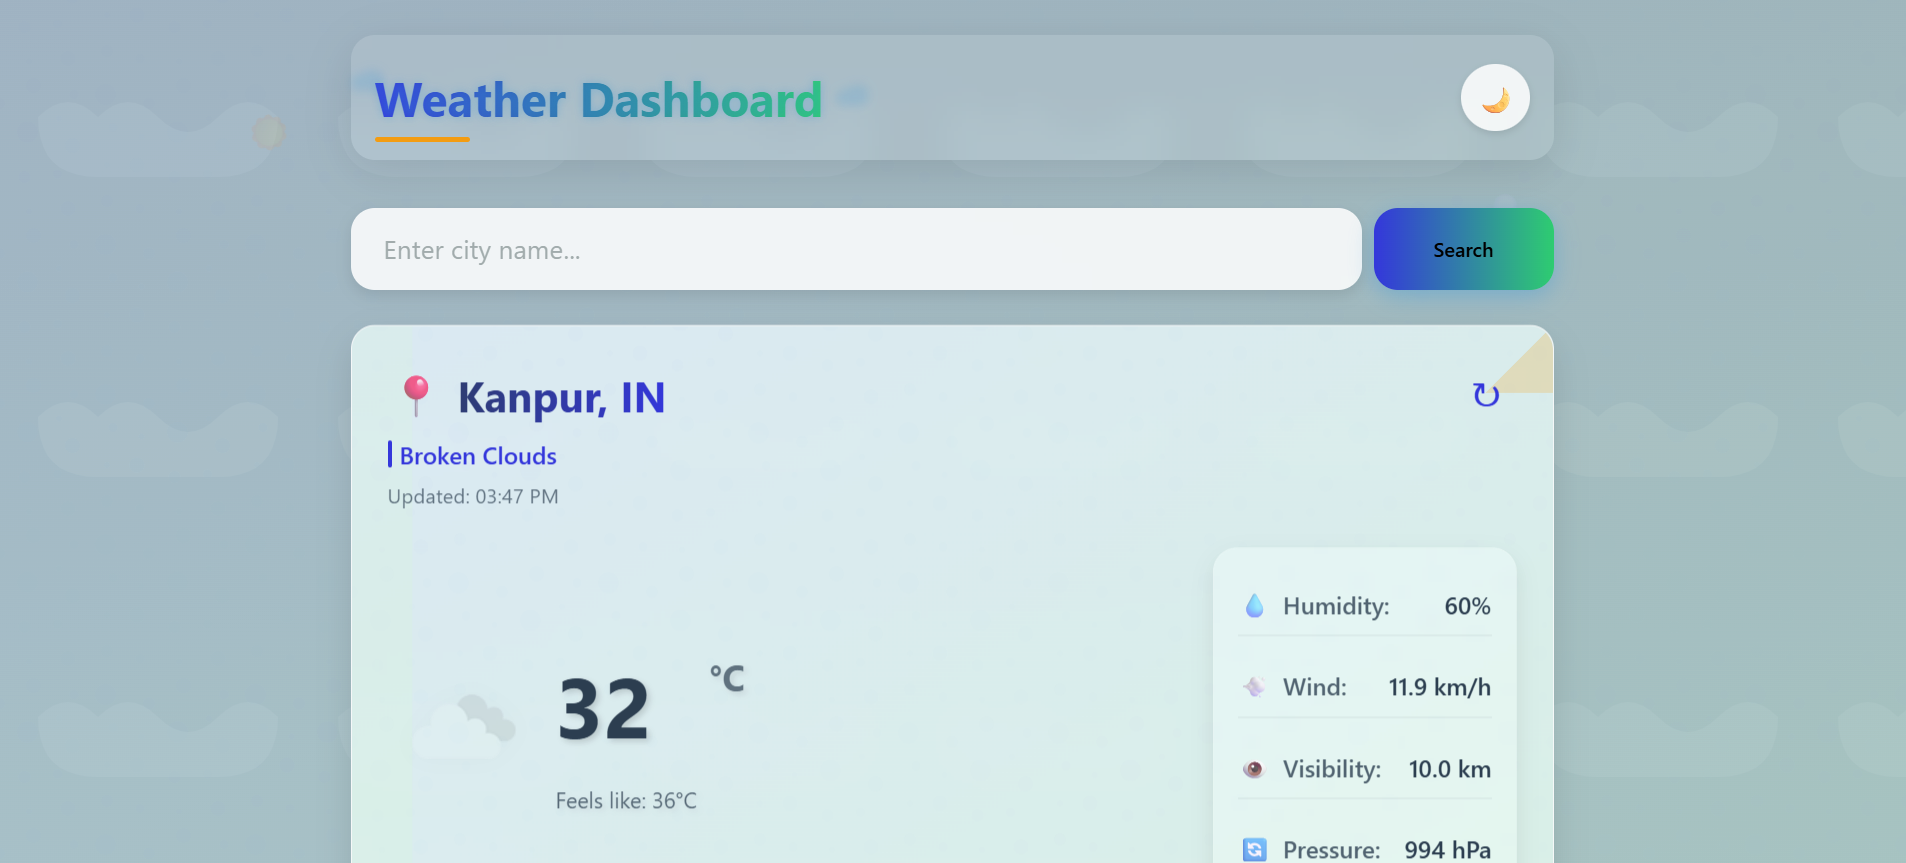 Weather Dashboard
Enter city name...
Search
Kanpur, IN
Broken Clouds
Updated: 03:47 PM
32 °C
Feels like: 36°C
Humidity: 60%
Wind: 11.9 km/h
Visibility: 10.0 km
Pressure: 994 hPa